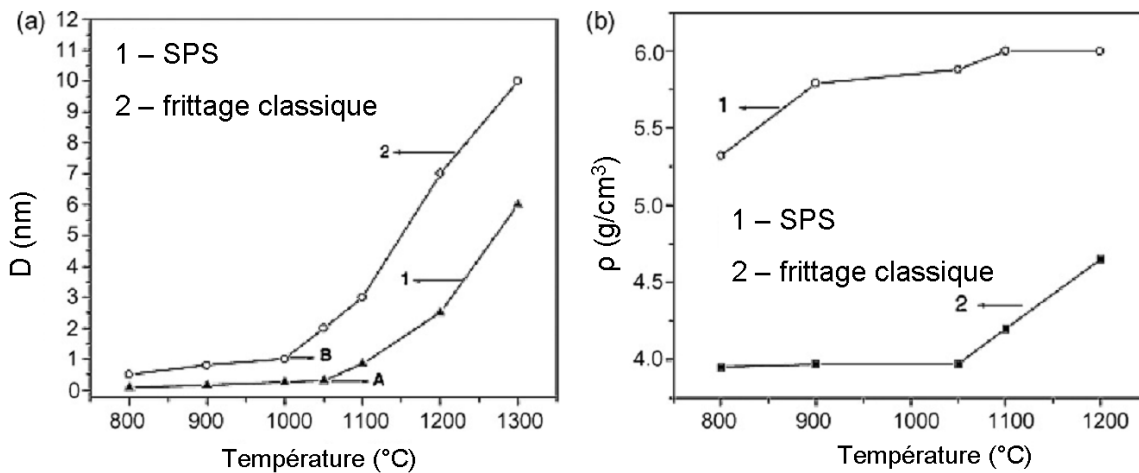 (a)
12
11
10
9
8
7
6
5
4
3
2
1
0
D (nm)
1 – SPS
2 – frittage classique
2
1
B
A
800 900 1000 1100 1200 1300
Température (°C)
(b)
6.0
5.5
5.0
4.5
4.0
ρ (g/cm³)
1
1 – SPS
2 – frittage classique
2
800 900 1000 1100 1200
Température (°C)